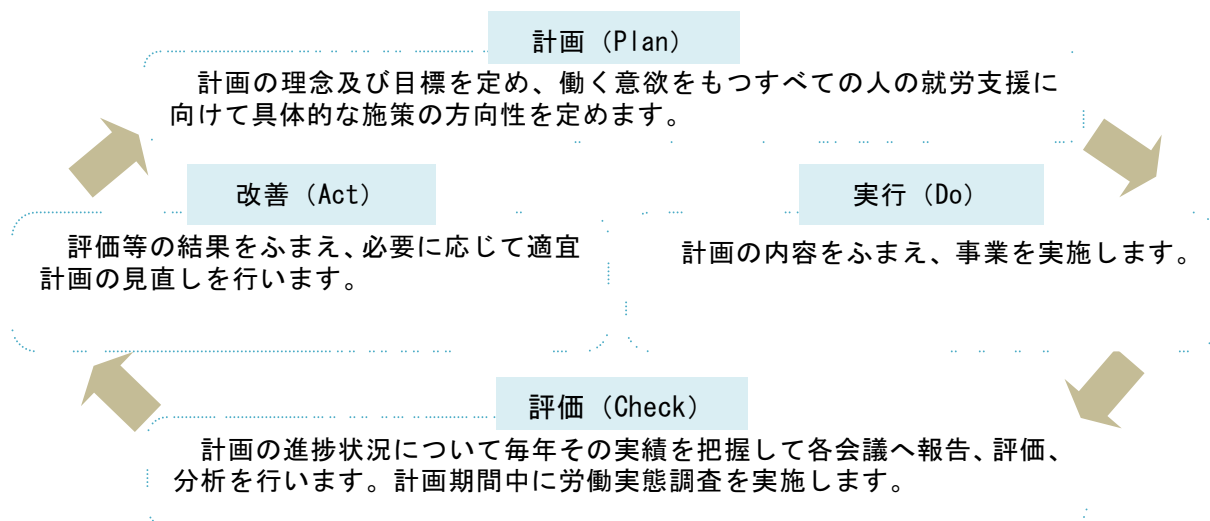 計画（Plan）
計画の理念及び目標を定め、働く意欲をもつすべての人の就労支援に
向けて具体的な施策の方向性を定めます。
改善（Act）
評価等の結果をふまえ、必要に応じて適宜
計画の見直しを行います。
実行（Do）
計画の内容をふまえ、事業を実施します。
評価（Check）
計画の進捗状況について毎年その実績を把握して各会議へ報告、評価、
分析を行います。計画期間中に労働実態調査を実施します。